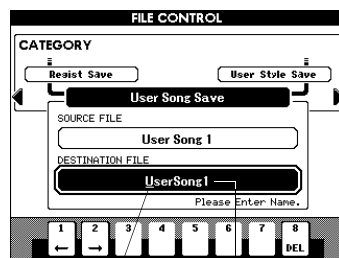 FILE CONTROL
CATEGORY
Regist Save
User Style Save
User Song Save
SOURCE FILE
User Song 1
DESTINATION FILE
UserSong1
Please Enter Name.
1 2 3 4 5 6 7 8
← → DEL